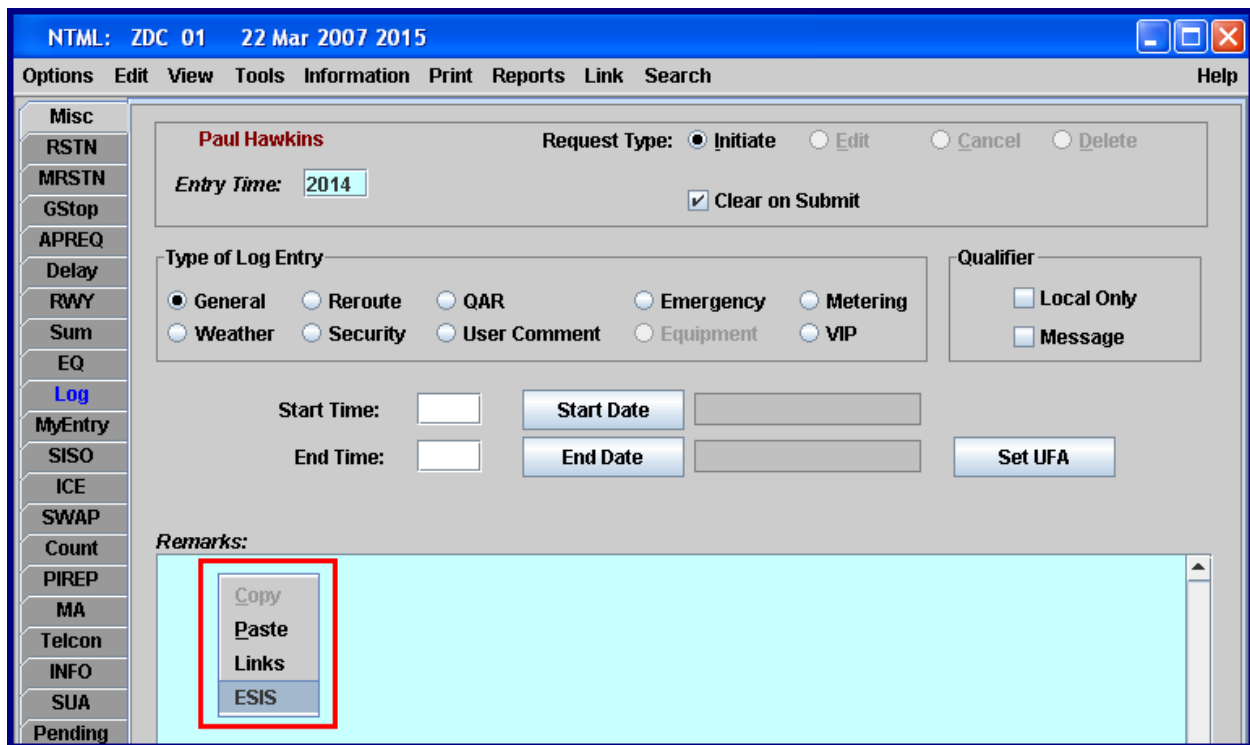 NTML: ZDC 01 22 Mar 2007 2015
Options Edit View Tools Information Print Reports Link Search Help
Misc
RSTN
MRSTN
GStop
APREQ
Delay
RWY
Sum
EQ
Log
MyEntry
SISO
ICE
SWAP
Count
PIREP
MA
Telcon
INFO
SUA
Pending
Paul Hawkins Request Type: Initiate Edit Cancel Delete
Entry Time: 2014
Clear on Submit
Type of Log Entry
General Reroute QAR Emergency Metering
Weather Security User Comment Equipment VIP
Qualifier
Local Only
Message
Start Time: Start Date
End Time: End Date Set UFA
Remarks:
Copy
Paste
Links
ESIS